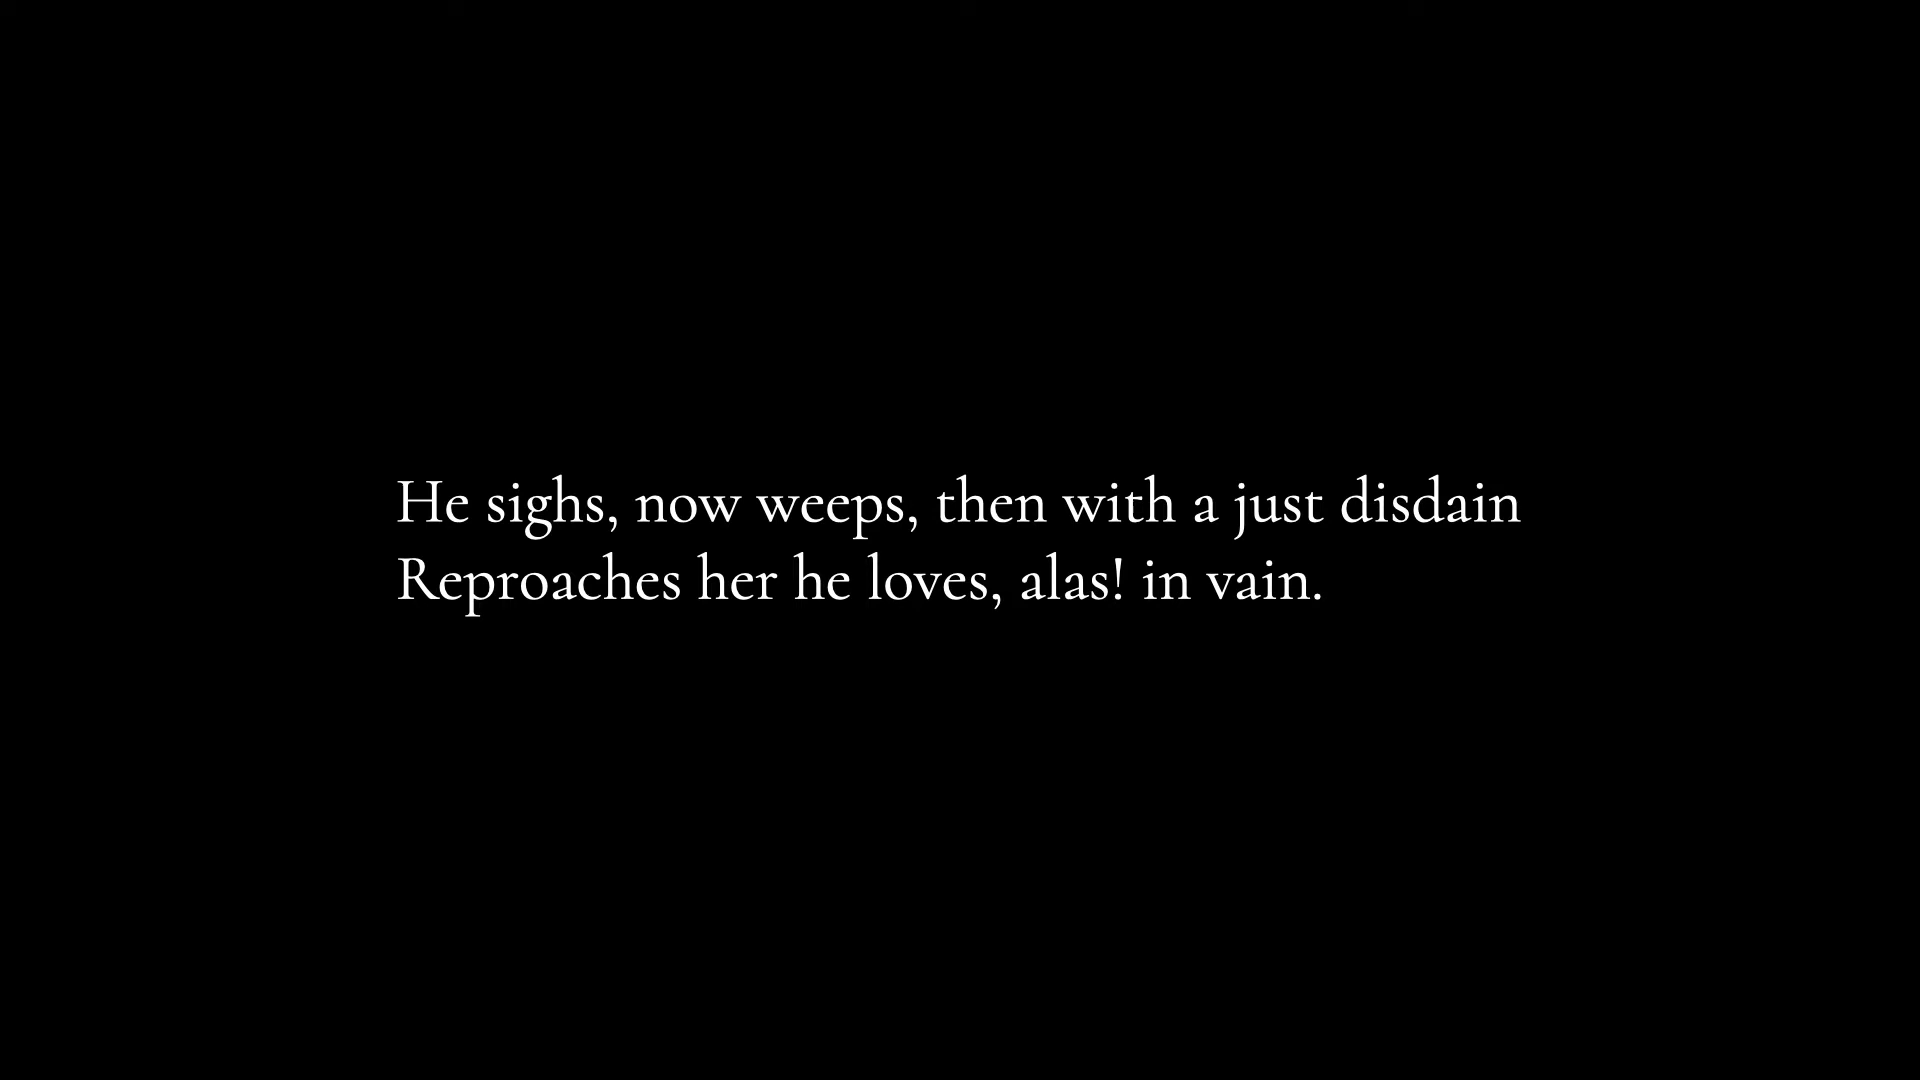 He sighs, now weeps, then with a just disdain
Reproaches her he loves, alas! in vain.